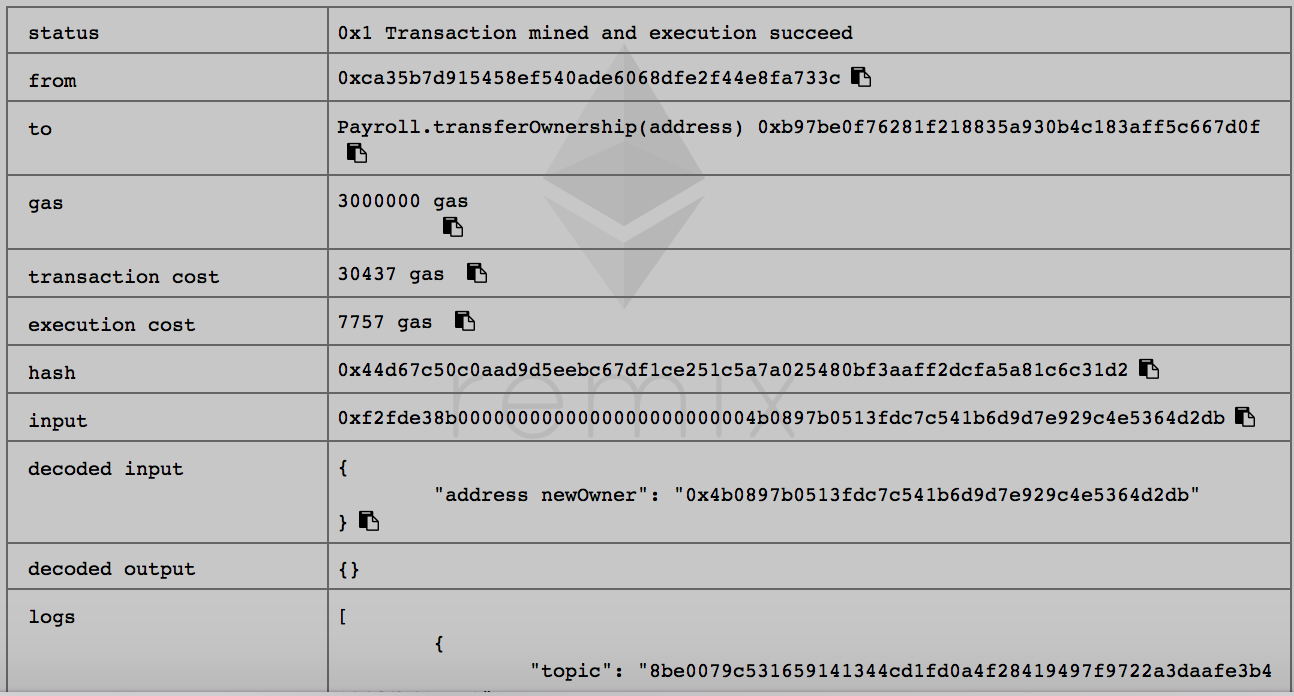 status 0x1 Transaction mined and execution succeed
from 0xca35b7d915458ef540ade6068dfe2f44e8fa733c
to Payroll.transferOwnership(address) 0xb97be0f76281f218835a930b4c183aff5c667d0f
gas 3000000 gas
transaction cost 30437 gas
execution cost 7757 gas
hash 0x44d67c50c0aad9d5eebc67df1ce251c5a7a025480bf3aaff2dcfa5a81c6c31d2
input 0xf2fde38b0000000000000000000000004b0897b0513fdc7c541b6d9d7e929c4e5364d2db
decoded input {
"address newOwner": "0x4b0897b0513fdc7c541b6d9d7e929c4e5364d2db"
}
decoded output {}
logs [
{
"topic": "8be0079c531659141344cd1fd0a4f28419497f9722a3daafe3b4
remix